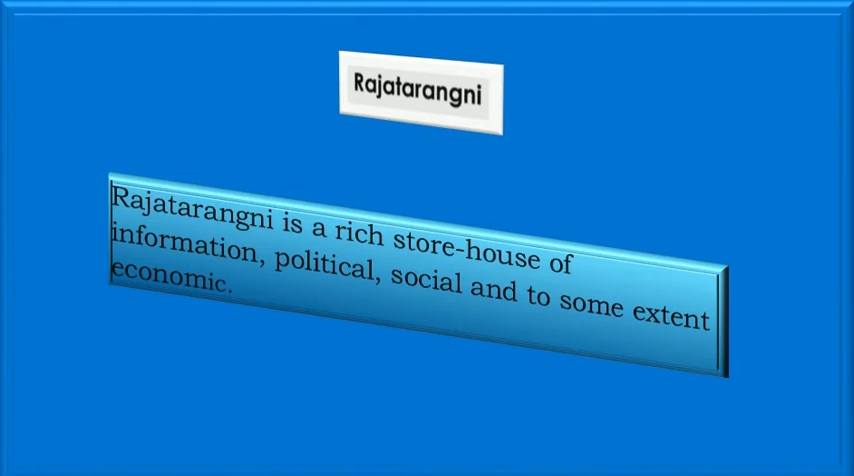 Rajatarangni
Rajatarangni is a rich store-house of
information, political, social and to some extent
economic.